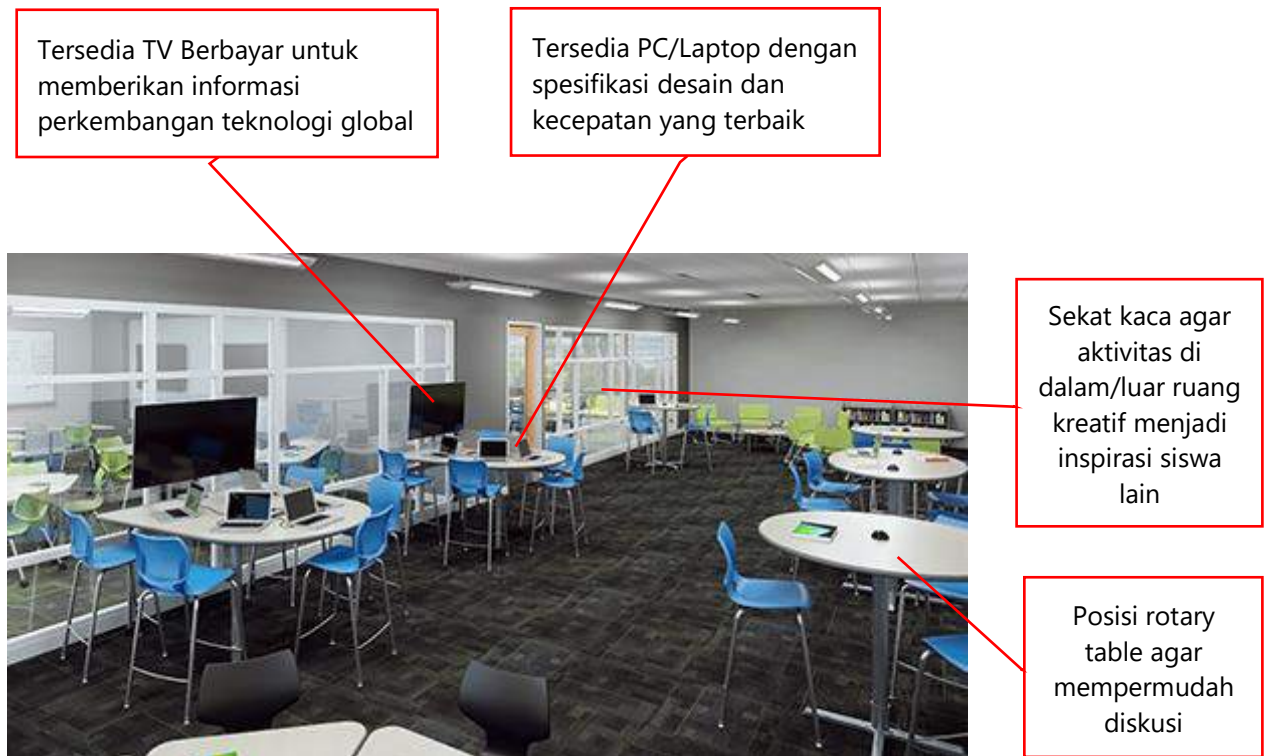 Tersedia TV Berbayar untuk
memberikan informasi
perkembangan teknologi global
Tersedia PC/Laptop dengan
spesifikasi desain dan
kecepatan yang terbaik
Sekat kaca agar
aktivitas di
dalam/luar ruang
kreatif menjadi
inspirasi siswa
lain
Posisi rotary
table agar
mempermudah
diskusi